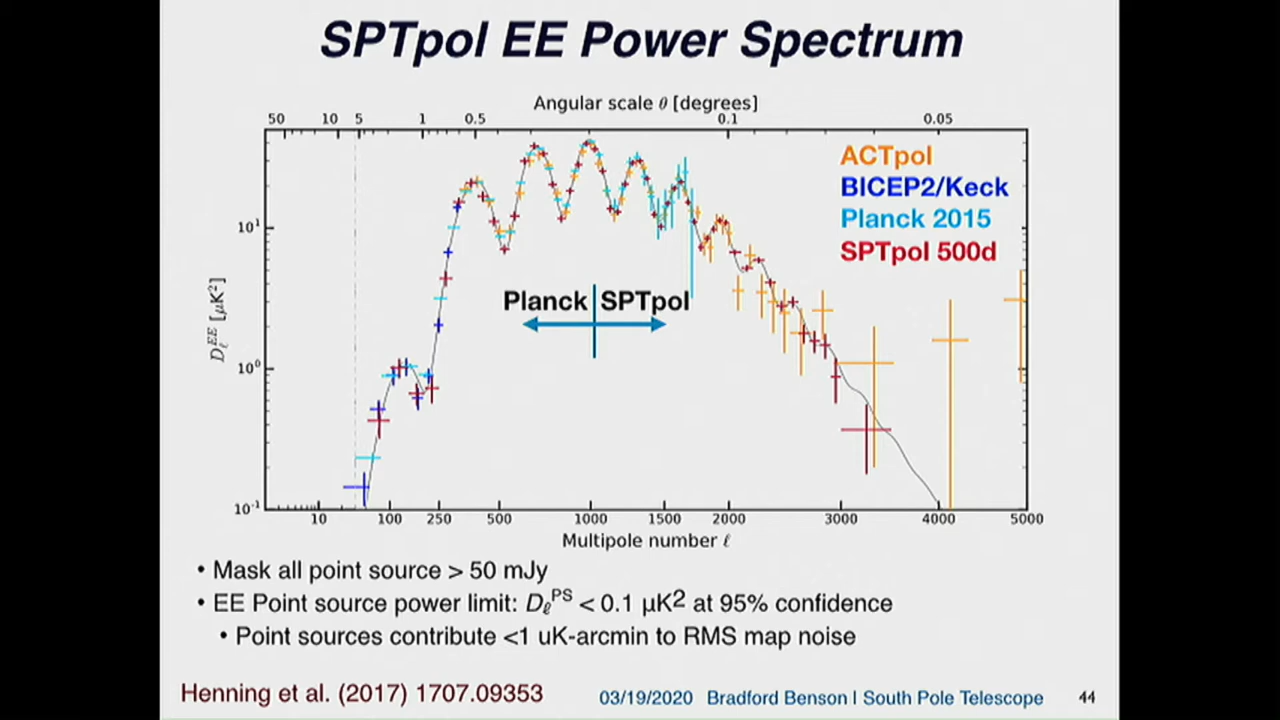 SPTpol EE Power Spectrum
Angular scale θ [degrees]
50 10 5 1 0.5 0.1 0.05
ACTpol
BICEP2/Keck
Planck 2015
SPTpol 500d
10¹
10⁰
10⁻¹
D_ℓ^EE [μK²]
Planck SPTpol
10 100 250 500 1000 1500 2000 3000 4000 5000
Multipole number ℓ
• Mask all point source > 50 mJy
• EE Point source power limit: D_ℓ^PS < 0.1 μK2 at 95% confidence
• Point sources contribute <1 uK-arcmin to RMS map noise
Henning et al. (2017) 1707.09353
03/19/2020 Bradford Benson | South Pole Telescope 44